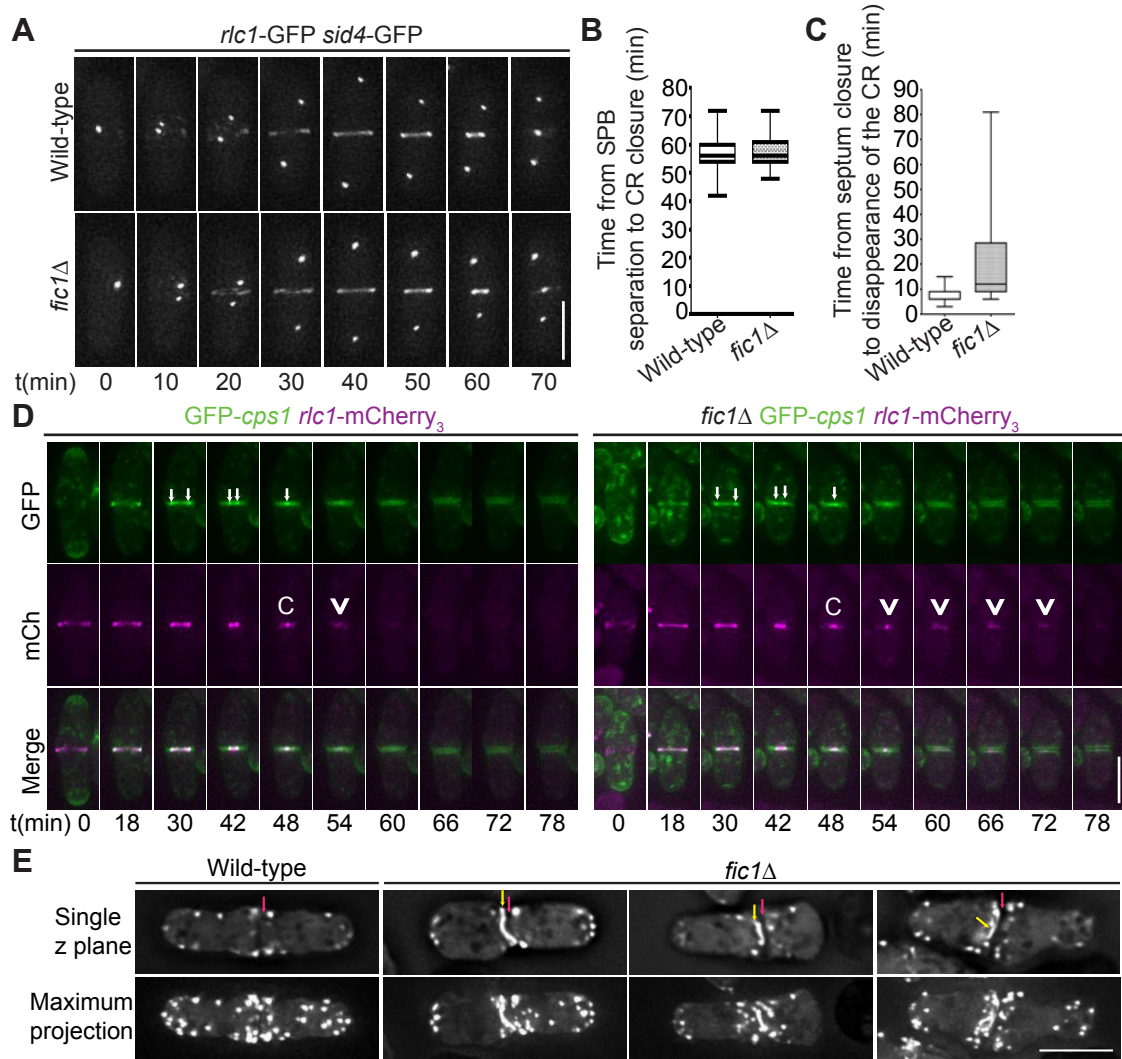 A
rlc1-GFP sid4-GFP
Wild-type
fic1Δ
t(min) 0 10 20 30 40 50 60 70
B
Time from SPB
separation to CR closure (min)
80
70
60
50
40
30
20
10
0
Wild-type
fic1Δ
C
Time from septum closure
to disappearance of the CR (min)
90
80
70
60
50
40
30
20
10
0
Wild-type
fic1Δ
D
GFP-cps1 rlc1-mCherry₃
fic1Δ GFP-cps1 rlc1-mCherry₃
GFP
mCh
C
C
Merge
t(min) 0 18 30 42 48 54 60 66 72 78
0 18 30 42 48 54 60 66 72 78
E
Wild-type
fic1Δ
Single
z plane
Maximum
projection